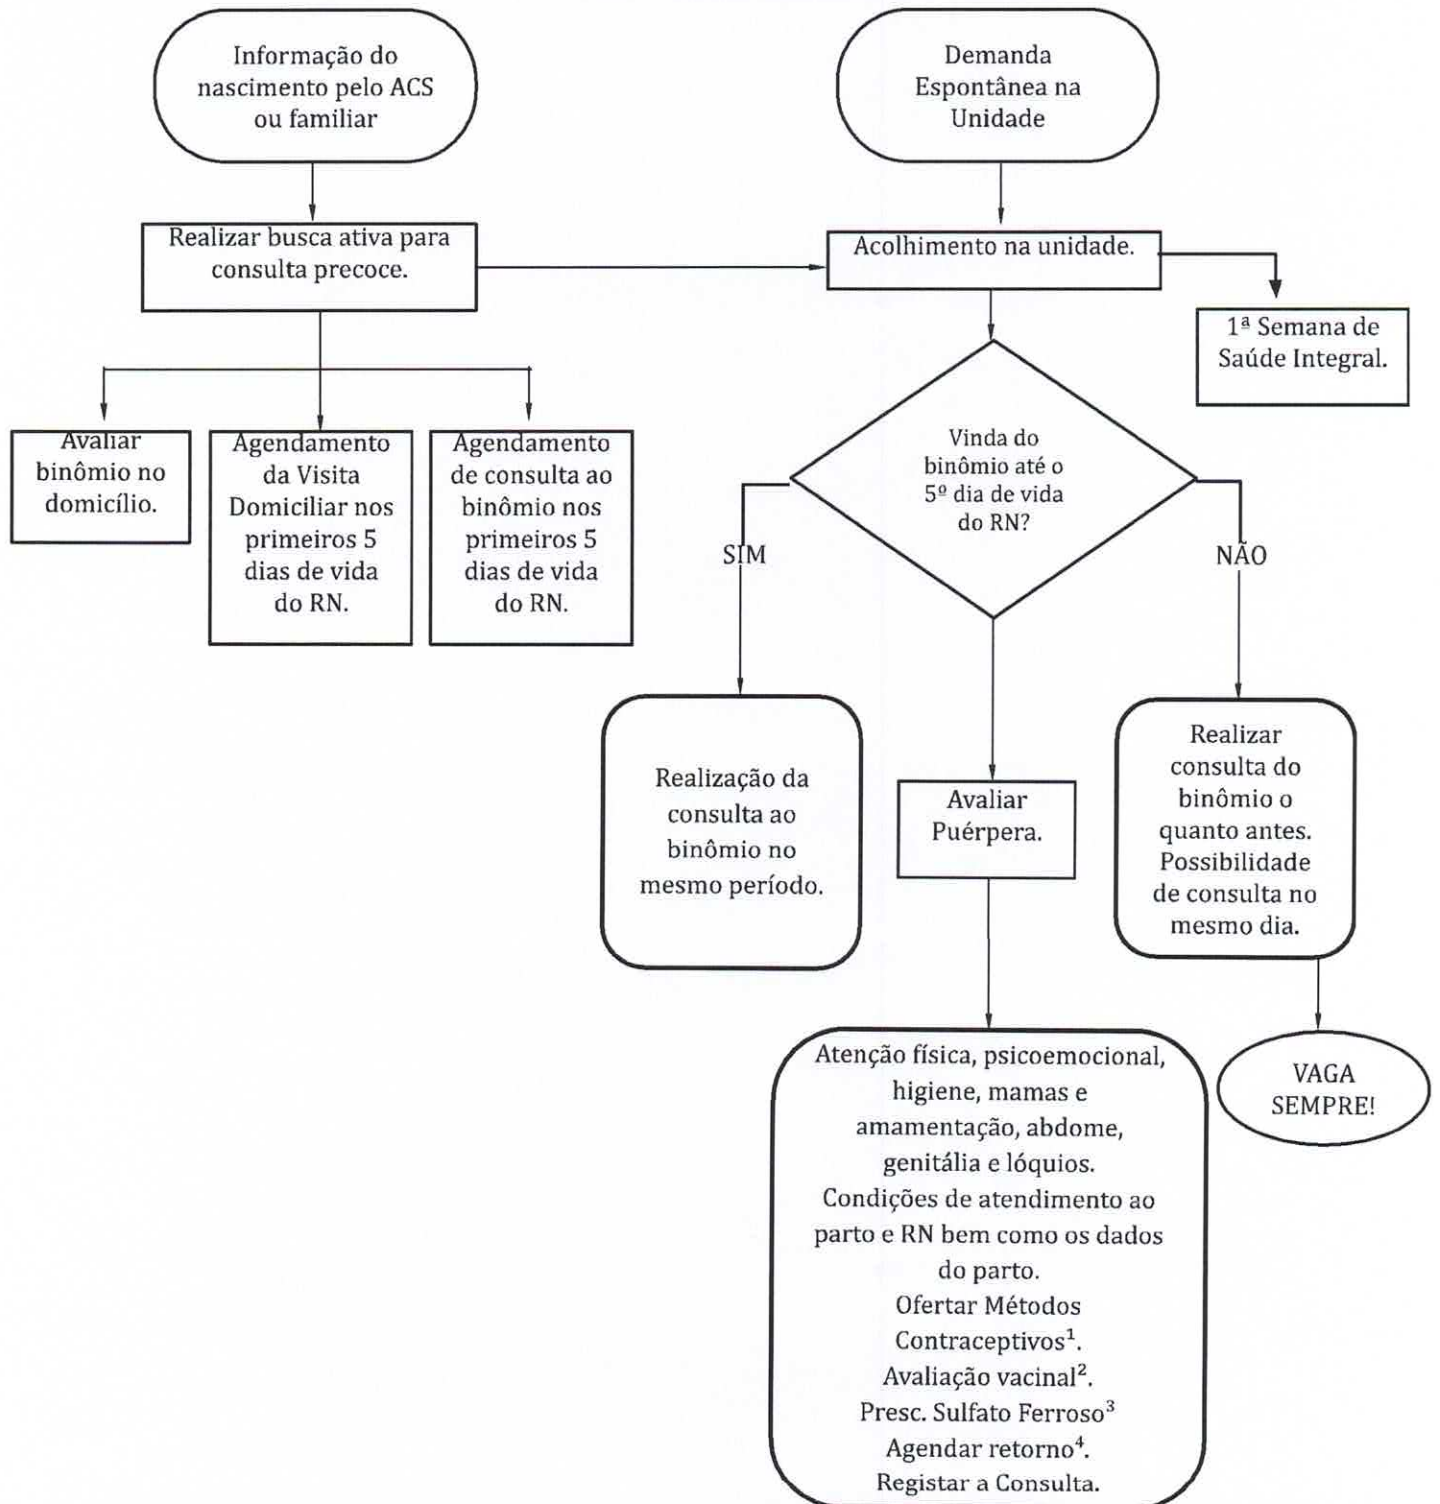 Informação do
nascimento pelo ACS
ou familiar
Demanda
Espontânea na
Unidade
Realizar busca ativa para
consulta precoce.
Acolhimento na unidade.
1ª Semana de
Saúde Integral.
Avaliar
binômio no
domicílio.
Agendamento
da Visita
Domiciliar nos
primeiros 5
dias de vida
do RN.
Agendamento
de consulta ao
binômio nos
primeiros 5
dias de vida
do RN.
Vinda do
binômio até o
5º dia de vida
do RN?
SIM
NÃO
Realização da
consulta ao
binômio no
mesmo período.
Avaliar
Puérpera.
Realizar
consulta do
binômio o
quanto antes.
Possibilidade
de consulta no
mesmo dia.
Atenção física, psicoemocional,
higiene, mamas e
amamentação, abdome,
genitália e lóquios.
Condições de atendimento ao
parto e RN bem como os dados
do parto.
Ofertar Métodos
Contraceptivos¹.
Avaliação vacinal².
Presc. Sulfato Ferroso³
Agendar retorno⁴.
Registar a Consulta.
VAGA
SEMPRE!